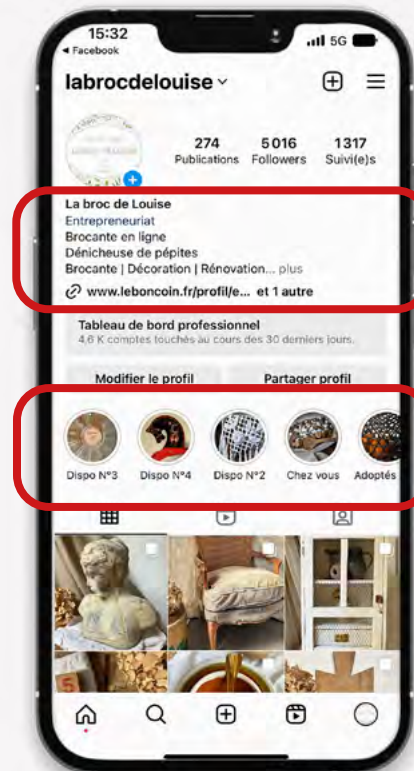 15:32
5G
Facebook
labrocdelouise
274 5 016 1 317
Publications Followers Suivi(e)s
La broc de Louise
Entrepreneuriat
Brocante en ligne
Dénicheuse de pépites
Brocante | Décoration | Rénovation... plus
www.leboncoin.fr/profil/e... et 1 autre
Tableau de bord professionnel
4,6 K comptes touchés au cours des 30 derniers jours.
Modifier le profil Partager profil
Dispo N°3 Dispo N°4 Dispo N°2 Chez vous Adoptés
5